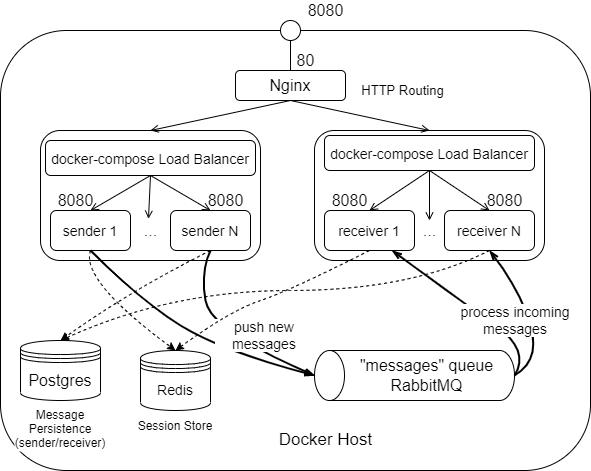 8080
80
Nginx
HTTP Routing
docker-compose Load Balancer
docker-compose Load Balancer
8080
8080
8080
8080
sender 1
...
sender N
receiver 1
...
receiver N
push new
messages
process incoming
messages
Postgres
Redis
"messages" queue
RabbitMQ
Message
Persistence
(sender/receiver)
Session Store
Docker Host